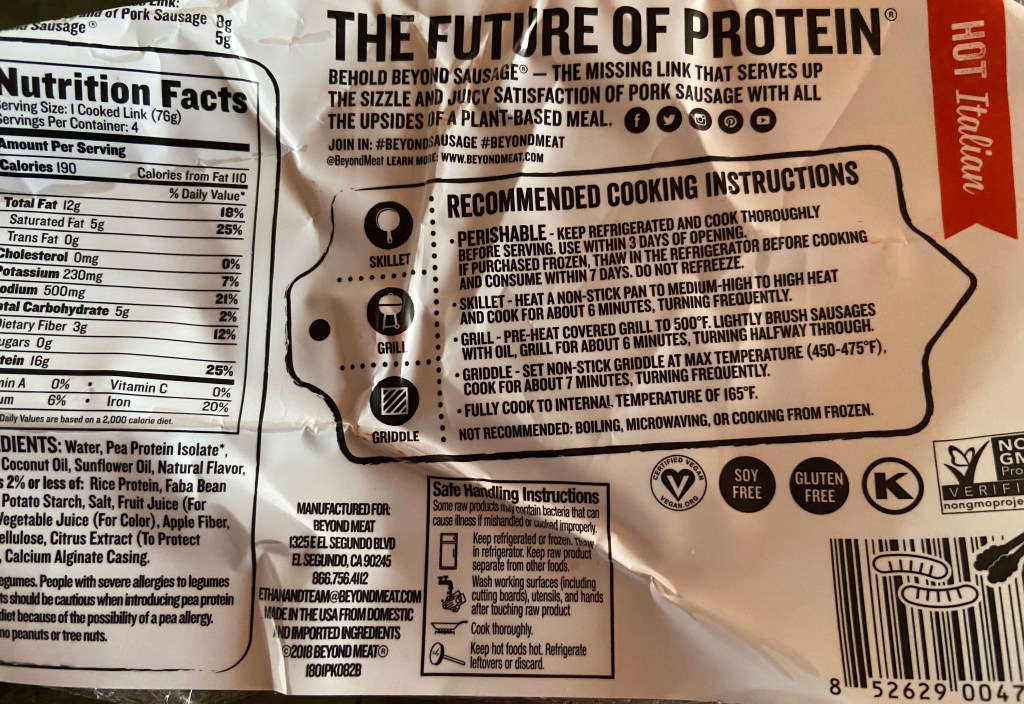 of Pork Sausage 8g
Sausage® 5g
Nutrition Facts
Serving Size: 1 Cooked Link (76g)
Servings Per Container: 4
Amount Per Serving
Calories 190 Calories from Fat 110
% Daily Value*
Total Fat 12g 18%
Saturated Fat 5g 25%
Trans Fat 0g
Cholesterol 0mg 0%
Potassium 230mg 7%
Sodium 500mg 21%
Total Carbohydrate 5g 2%
Dietary Fiber 3g 12%
Sugars 0g
Protein 16g 25%
0% • Vitamin C 0%
6% • Iron 20%
Daily Values are based on a 2,000 calorie diet.
DIENTS: Water, Pea Protein Isolate*,
Coconut Oil, Sunflower Oil, Natural Flavor,
2% or less of: Rice Protein, Faba Bean
Potato Starch, Salt, Fruit Juice (For
Vegetable Juice (For Color), Apple Fiber,
ellulose, Citrus Extract (To Protect
, Calcium Alginate Casing.
egumes. People with severe allergies to legumes
ts should be cautious when introducing pea protein
diet because of the possibility of a pea allergy.
no peanuts or tree nuts.
THE FUTURE OF PROTEIN®
BEHOLD BEYOND SAUSAGE® — THE MISSING LINK THAT SERVES UP
THE SIZZLE AND JUICY SATISFACTION OF PORK SAUSAGE WITH ALL
THE UPSIDES OF A PLANT-BASED MEAL.
JOIN IN: #BEYONDSAUSAGE #BEYONDMEAT
@BeyondMeat LEARN MORE: WWW.BEYONDMEAT.COM
HOT Italian
SKILLET
GRILL
GRIDDLE
RECOMMENDED COOKING INSTRUCTIONS
• PERISHABLE - KEEP REFRIGERATED AND COOK THOROUGHLY
BEFORE SERVING. USE WITHIN 3 DAYS OF OPENING.
IF PURCHASED FROZEN, THAW IN THE REFRIGERATOR BEFORE COOKING
AND CONSUME WITHIN 7 DAYS. DO NOT REFREEZE.
• SKILLET - HEAT A NON-STICK PAN TO MEDIUM-HIGH TO HIGH HEAT
AND COOK FOR ABOUT 6 MINUTES, TURNING FREQUENTLY.
• GRILL - PRE-HEAT COVERED GRILL TO 500°F. LIGHTLY BRUSH SAUSAGES
WITH OIL, GRILL FOR ABOUT 6 MINUTES, TURNING HALFWAY THROUGH.
• GRIDDLE - SET NON-STICK GRIDDLE AT MAX TEMPERATURE (450-475°F),
COOK FOR ABOUT 7 MINUTES, TURNING FREQUENTLY.
• FULLY COOK TO INTERNAL TEMPERATURE OF 165°F.
NOT RECOMMENDED: BOILING, MICROWAVING, OR COOKING FROM FROZEN.
CERTIFIED VEGAN
VEGAN.ORG
SOY
FREE
GLUTEN
FREE
K
NO
GM
Pro
VERIFI
nongmoproje
MANUFACTURED FOR:
BEYOND MEAT
1325 E EL SEGUNDO BLVD
EL SEGUNDO, CA 90245
866.756.4112
ETHANANDTEAM@BEYONDMEAT.COM
MADE IN THE USA FROM DOMESTIC
AND IMPORTED INGREDIENTS
©2018 BEYOND MEAT®
1801PK082B
Safe Handling Instructions
Some raw products may contain bacteria that can
cause illness if mishandled or cooked improperly.
Keep refrigerated or frozen. Thaw
in refrigerator. Keep raw product
separate from other foods.
Wash working surfaces (including
cutting boards), utensils, and hands
after touching raw product
Cook thoroughly.
Keep hot foods hot. Refrigerate
leftovers or discard.
8 52629 0047